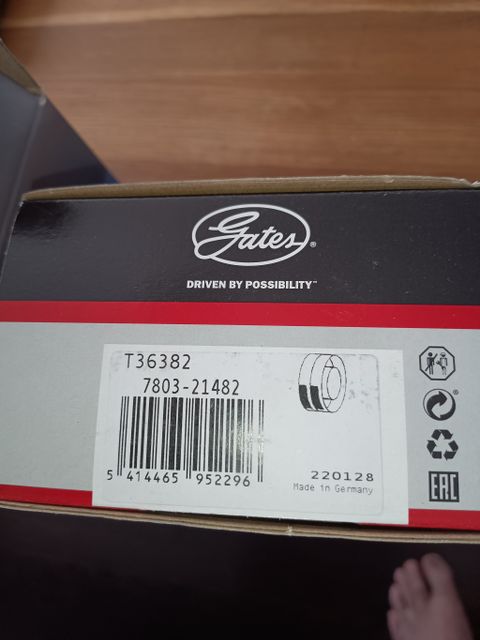 Gates®
DRIVEN BY POSSIBILITY™
T36382
7803-21482
5 414465 952296
220128
Made in Germany
EAC